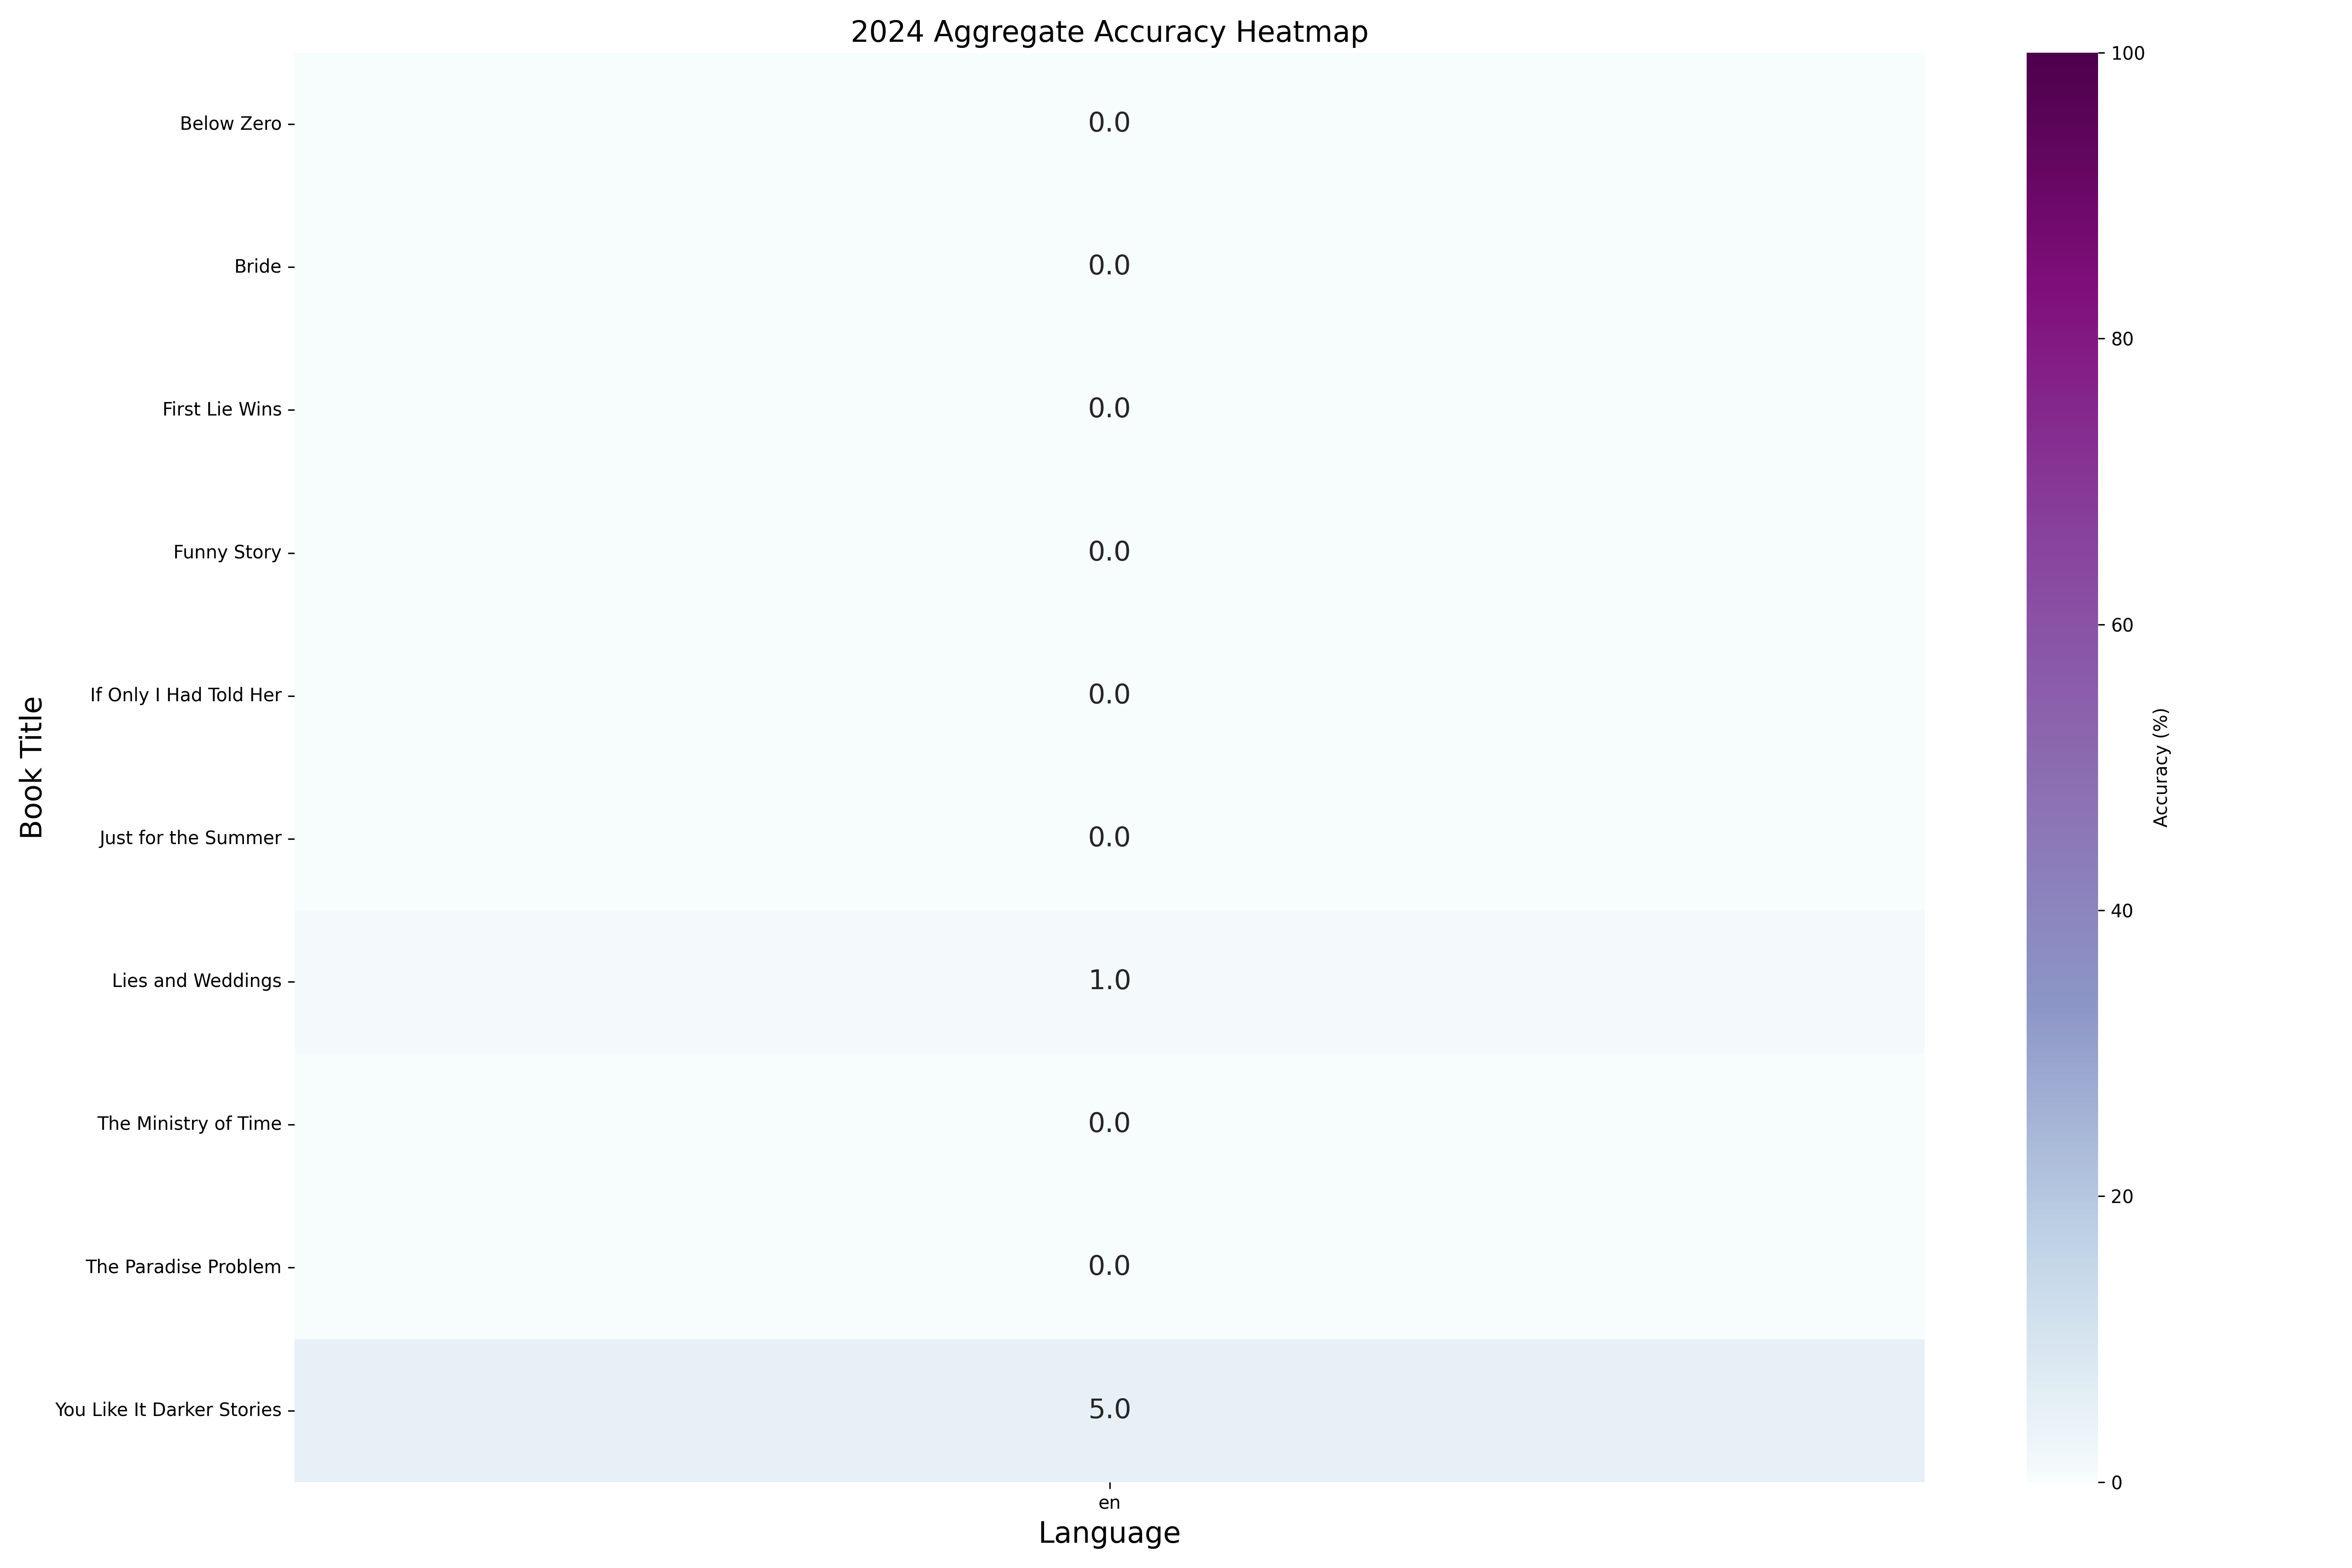 2024 Aggregate Accuracy Heatmap
Book Title
Below Zero 0.0
Bride 0.0
First Lie Wins 0.0
Funny Story 0.0
If Only I Had Told Her 0.0
Just for the Summer 0.0
Lies and Weddings 1.0
The Ministry of Time 0.0
The Paradise Problem 0.0
You Like It Darker Stories 5.0
en
Language
100
80
60
40
20
0
Accuracy (%)